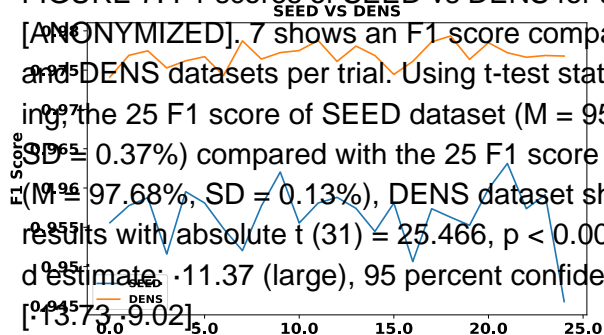 FIGURE 7. F1 scores of SEED vs DENS for
SEED VS DENS
[ANONYMIZED]. 7 shows an F1 score compa
and DENS datasets per trial. Using t-test stat
ing, the 25 F1 score of SEED dataset (M = 95
SD = 0.37%) compared with the 25 F1 score
(M = 97.68%, SD = 0.13%), DENS dataset sh
results with absolute t (31) = 25.466, p < 0.00
d estimate: -11.37 (large), 95 percent confide
[-13.73 -9.02]
F1 Score
0.98
0.975
0.97
0.965
0.96
0.955
0.95
0.945
SEED
DENS
0.0 5.0 10.0 15.0 20.0 25.0